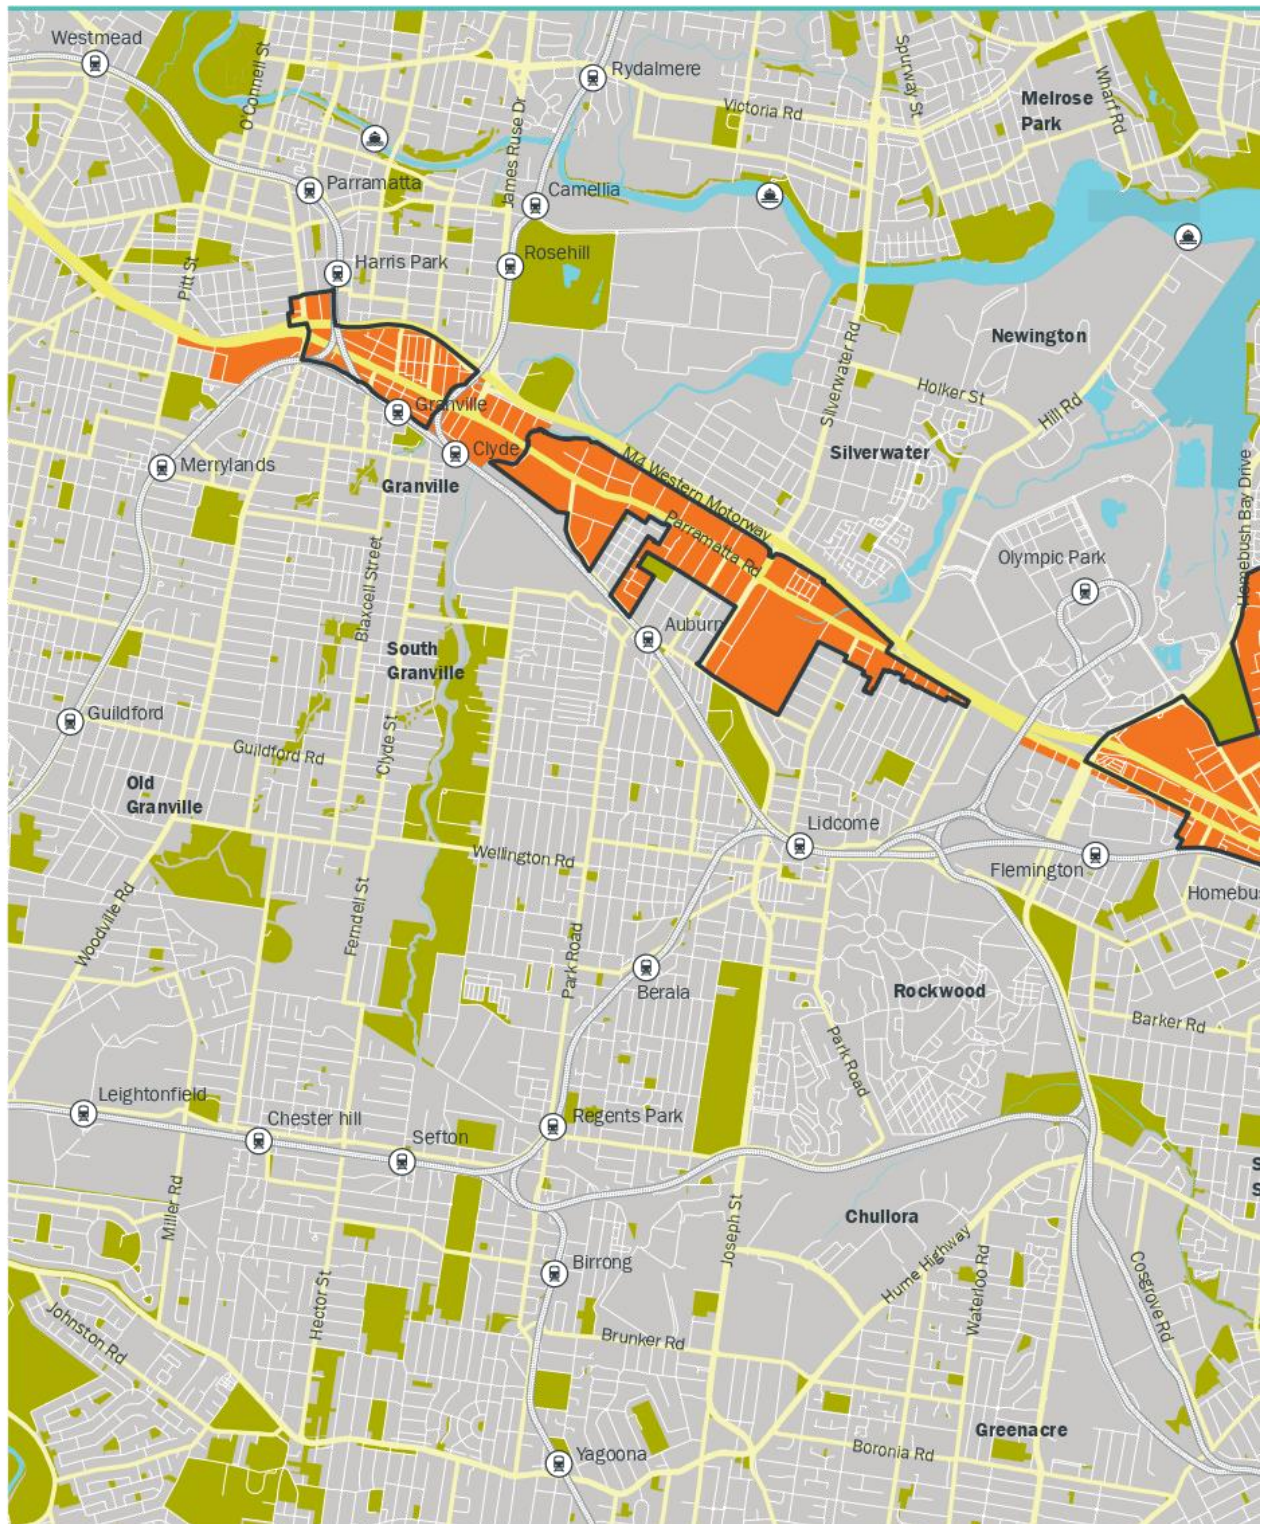 Westmead
O'Connell St
James Ruse Dr
Rydalmere
Victoria Rd
Spurway St
Melrose
Park
Wharf Rd
Parramatta
Camellia
Pitt St
Harris Park
Rosehill
Newington
Silverwater Rd
Holker St
Hill Rd
Granville
Clyde
Silverwater
M4 Western Motorway
Homebush Bay Drive
Merrylands
Granville
Parramatta Rd
Blaxcell Street
Olympic Park
Auburn
South
Granville
Guildford
Guildford Rd
Clyde St
Old
Granville
Lidcome
Wellington Rd
Flemington
Homebus
Woodville Rd
Ferndell St
Park Road
Berala
Rockwood
Barker Rd
Park Road
Leightonfield
Chester hill
Sefton
Regents Park
S
S
Miller Rd
Joseph St
Chullora
Hume Highway
Waterloo Rd
Cosgrove Rd
Birrong
Hector St
Johnston Rd
Brunker Rd
Greenacre
Boronia Rd
Yagoona